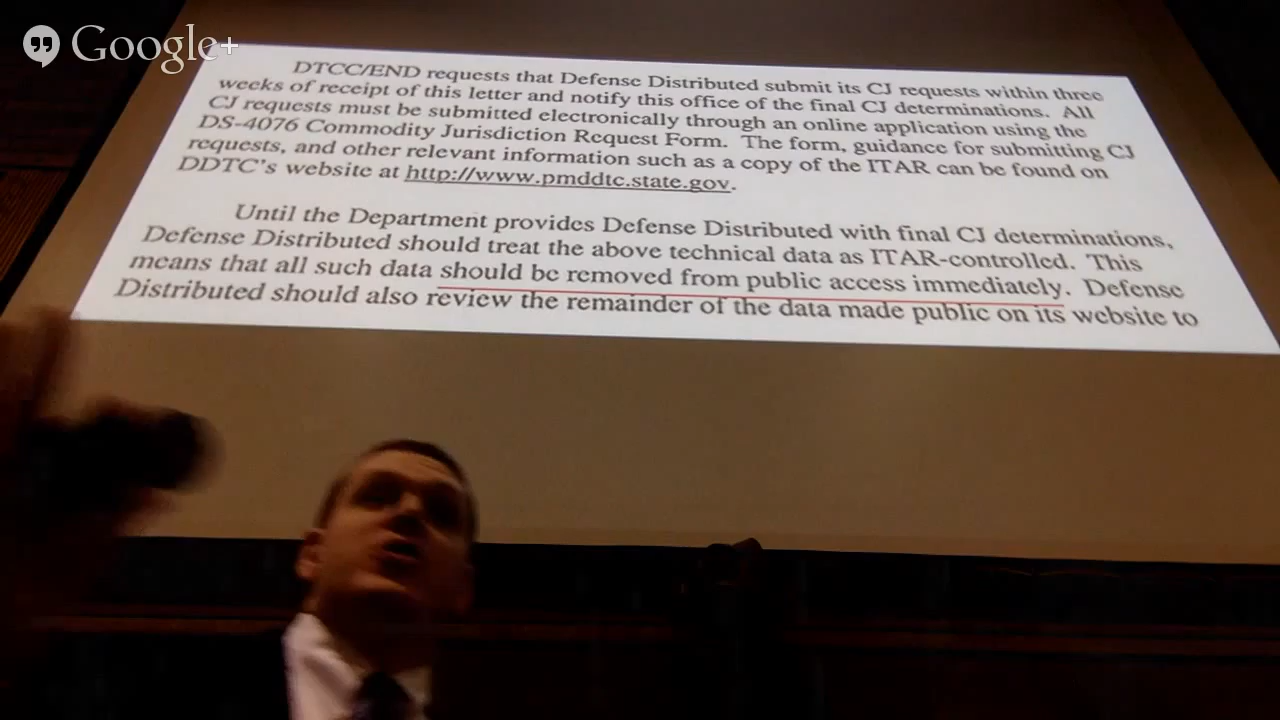 Google+
DTCC/END requests that Defense Distributed submit its CJ requests within three
weeks of receipt of this letter and notify this office of the final CJ determinations. All
CJ requests must be submitted electronically through an online application using the
DS-4076 Commodity Jurisdiction Request Form. The form, guidance for submitting CJ
requests, and other relevant information such as a copy of the ITAR can be found on
DDTC's website at http://www.pmddtc.state.gov.
Until the Department provides Defense Distributed with final CJ determinations,
Defense Distributed should treat the above technical data as ITAR-controlled. This
means that all such data should be removed from public access immediately. Defense
Distributed should also review the remainder of the data made public on its website to